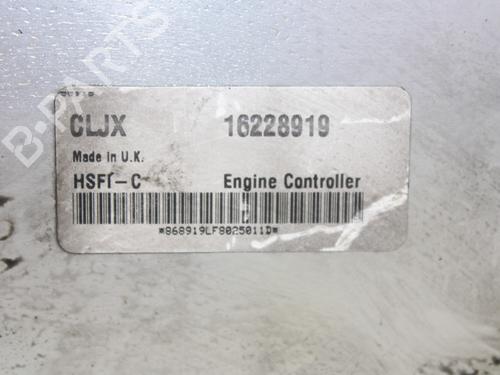 CLJX 16228919
Made in U.K.
HSFI-C Engine Controller
*868919LF8025011D*
B-PARTS